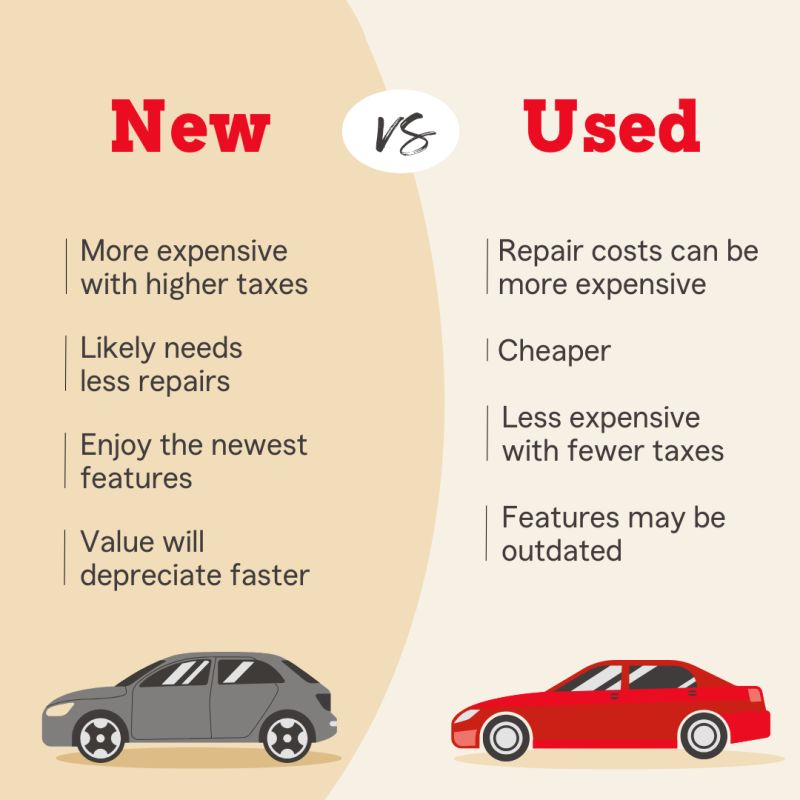 New
vs
Used
More expensive
with higher taxes
Likely needs
less repairs
Enjoy the newest
features
Value will
depreciate faster
Repair costs can be
more expensive
Cheaper
Less expensive
with fewer taxes
Features may be
outdated